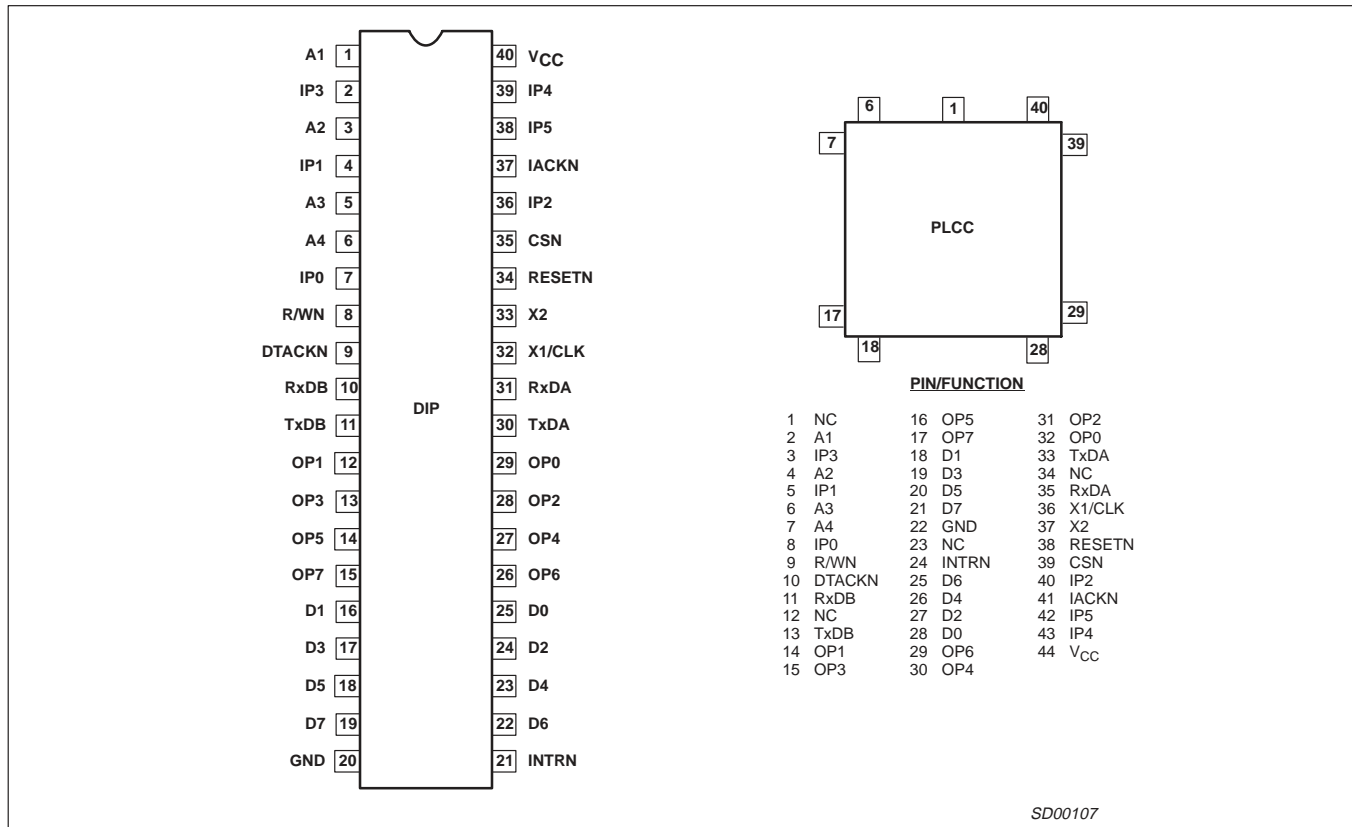 A1 1 40 VCC
IP3 2 39 IP4
A2 3 38 IP5
IP1 4 37 IACKN
A3 5 36 IP2
A4 6 35 CSN
IP0 7 34 RESETN
R/WN 8 33 X2
DTACKN 9 32 X1/CLK
RxDB 10 31 RxDA
DIP
TxDB 11 30 TxDA
OP1 12 29 OP0
OP3 13 28 OP2
OP5 14 27 OP4
OP7 15 26 OP6
D1 16 25 D0
D3 17 24 D2
D5 18 23 D4
D7 19 22 D6
GND 20 21 INTRN
6 1 40
7 39
PLCC
17 29
18 28
PIN/FUNCTION
1 NC 16 OP5 31 OP2
2 A1 17 OP7 32 OP0
3 IP3 18 D1 33 TxDA
4 A2 19 D3 34 NC
5 IP1 20 D5 35 RxDA
6 A3 21 D7 36 X1/CLK
7 A4 22 GND 37 X2
8 IP0 23 NC 38 RESETN
9 R/WN 24 INTRN 39 CSN
10 DTACKN 25 D6 40 IP2
11 RxDB 26 D4 41 IACKN
12 NC 27 D2 42 IP5
13 TxDB 28 D0 43 IP4
14 OP1 29 OP6 44 VCC
15 OP3 30 OP4
SD00107